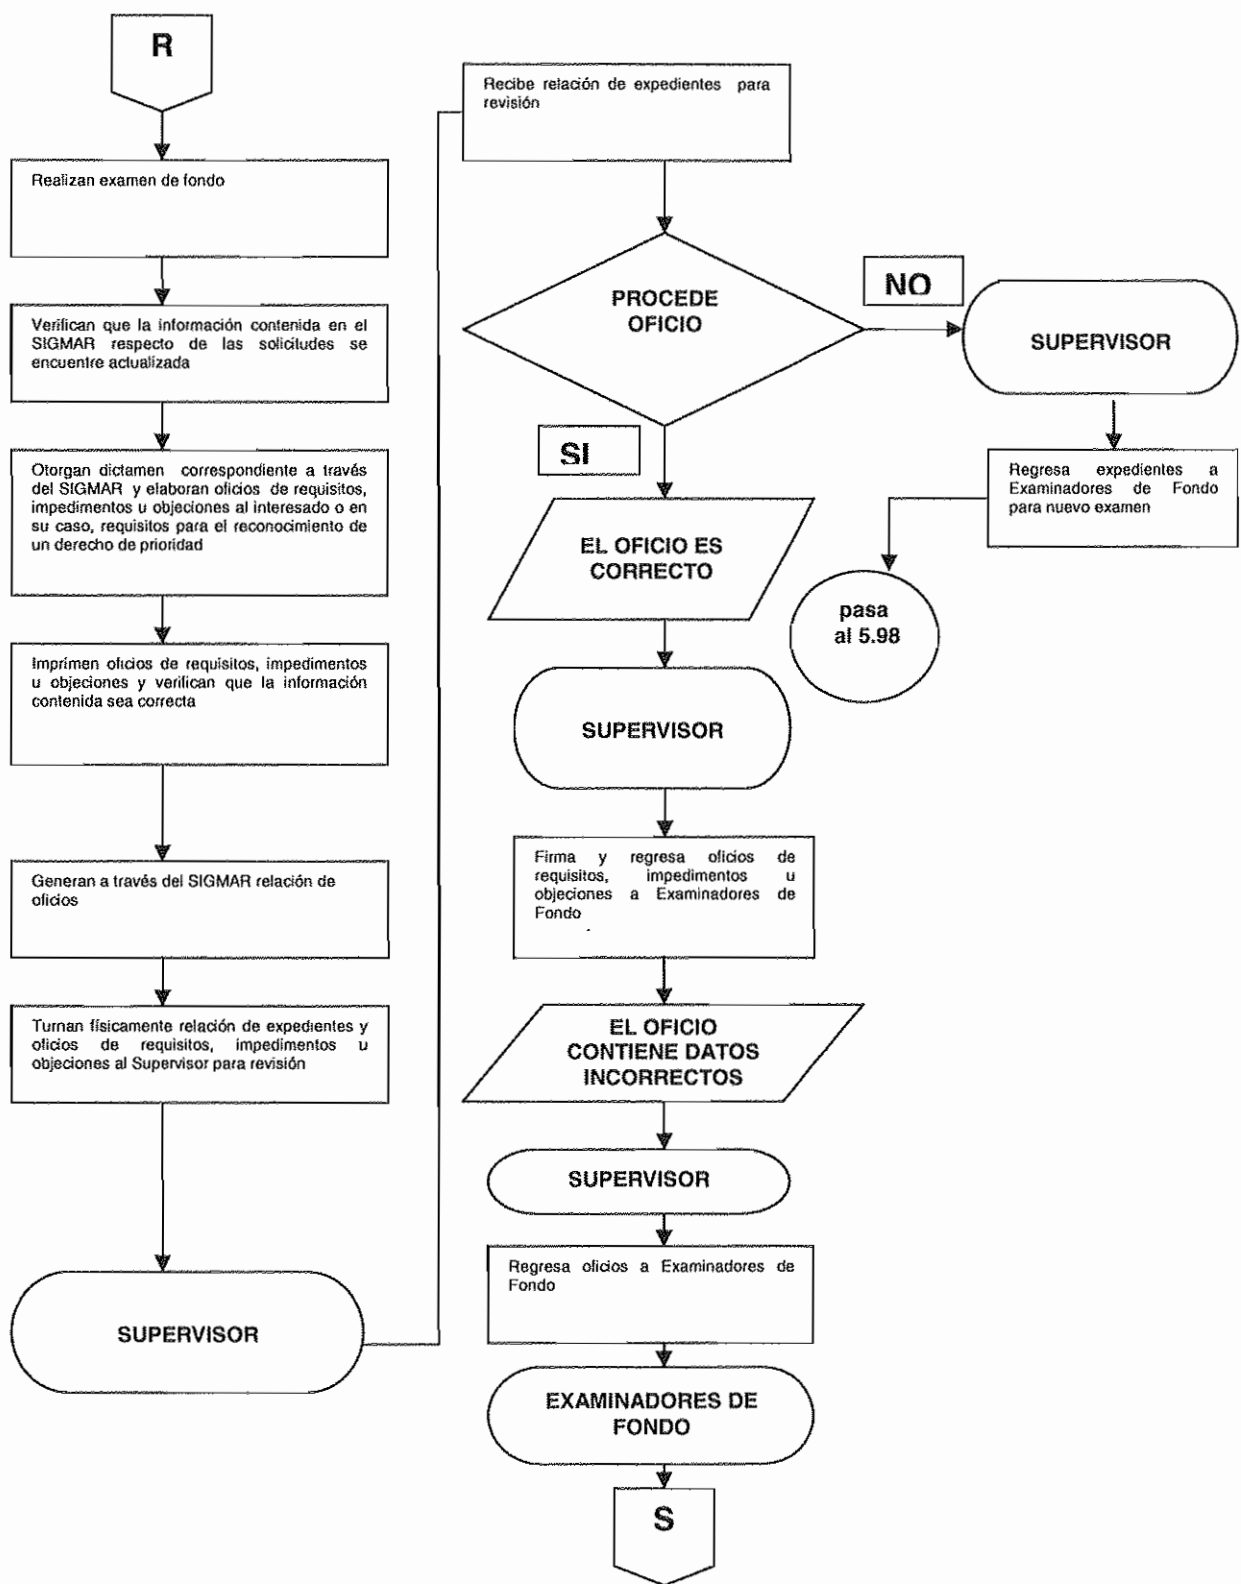 R
Realizan examen de fondo
Verifican que la información contenida en el
SIGMAR respecto de las solicitudes se
encuentre actualizada
Otorgan dictamen correspondiente a través
del SIGMAR y elaboran oficios de requisitos,
impedimentos u objeciones al interesado o en
su caso, requisitos para el reconocimiento de
un derecho de prioridad
Imprimen oficios de requisitos, impedimentos
u objeciones y verifican que la información
contenida sea correcta
Generan a través del SIGMAR relación de
oficios
Turnan físicamente relación de expedientes y
oficios de requisitos, impedimentos u
objeciones al Supervisor para revisión
SUPERVISOR
Recibe relación de expedientes para
revisión
PROCEDE
OFICIO
NO
SUPERVISOR
Regresa expedientes a
Examinadores de Fondo
para nuevo examen
pasa
al 5.98
SI
EL OFICIO ES
CORRECTO
SUPERVISOR
Firma y regresa oficios de
requisitos, impedimentos u
objeciones a Examinadores de
Fondo
EL OFICIO
CONTIENE DATOS
INCORRECTOS
SUPERVISOR
Regresa oficios a Examinadores de
Fondo
EXAMINADORES DE
FONDO
S